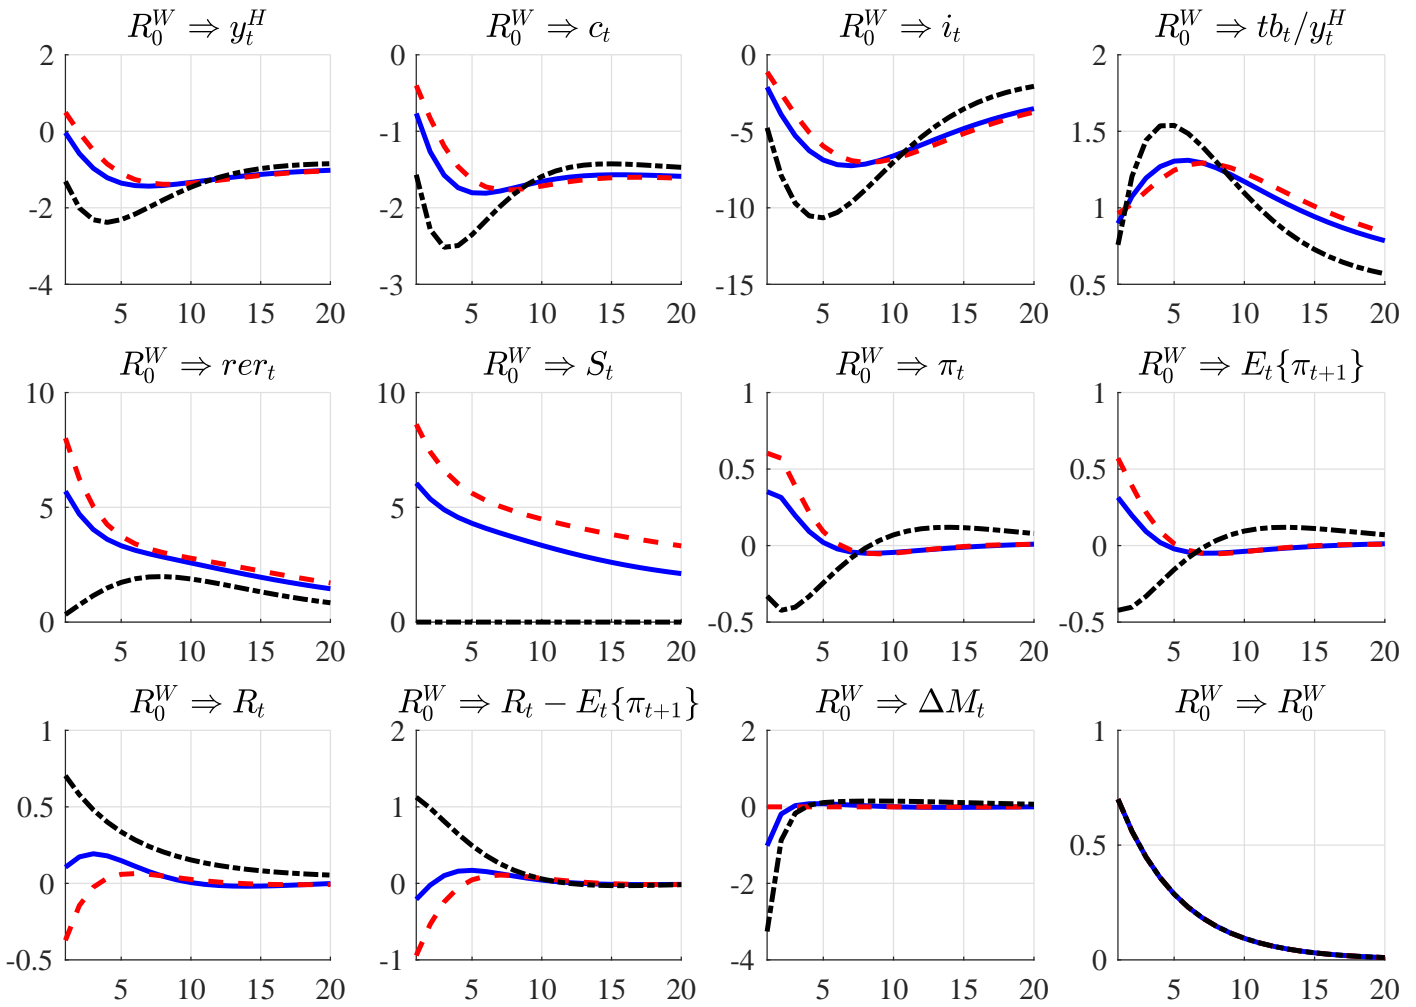 R_0^W ⇒ y_t^H
R_0^W ⇒ c_t
R_0^W ⇒ i_t
R_0^W ⇒ tb_t/y_t^H
2
0
-2
-4
5 10 15 20
0
-1
-2
-3
5 10 15 20
0
-5
-10
-15
5 10 15 20
2
1.5
1
0.5
5 10 15 20
R_0^W ⇒ rer_t
R_0^W ⇒ S_t
R_0^W ⇒ π_t
R_0^W ⇒ E_t{π_{t+1}}
10
5
0
5 10 15 20
10
5
0
5 10 15 20
1
0.5
0
-0.5
5 10 15 20
1
0.5
0
-0.5
5 10 15 20
R_0^W ⇒ R_t
R_0^W ⇒ R_t − E_t{π_{t+1}}
R_0^W ⇒ ΔM_t
R_0^W ⇒ R_0^W
1
0.5
0
-0.5
5 10 15 20
2
1
0
-1
5 10 15 20
2
0
-2
-4
5 10 15 20
1
0.5
0
5 10 15 20